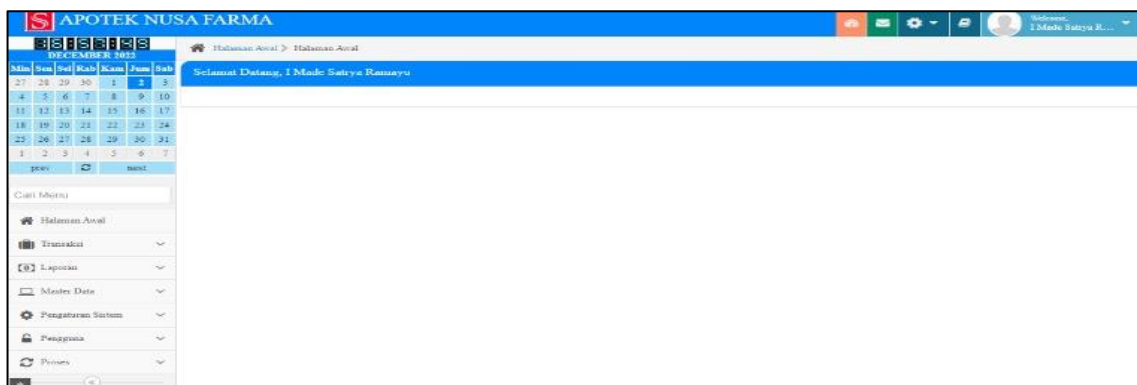 S APOTEK NUSA FARMA
Welcome,
I Made Satrya R...
DECEMBER 2022
Min Sen Sel Rab Kam Jum Sab
27 28 29 30 1 2 3
4 5 6 7 8 9 10
11 12 13 14 15 16 17
18 19 20 21 22 23 24
25 26 27 28 29 30 31
1 2 3 4 5 6 7
prev next
Halaman Awal > Halaman Awal
Selamat Datang, I Made Satrya Ramayu
Cari Menu
Halaman Awal
Transaksi
Laporan
Master Data
Pengaturan Sistem
Pengguna
Proses